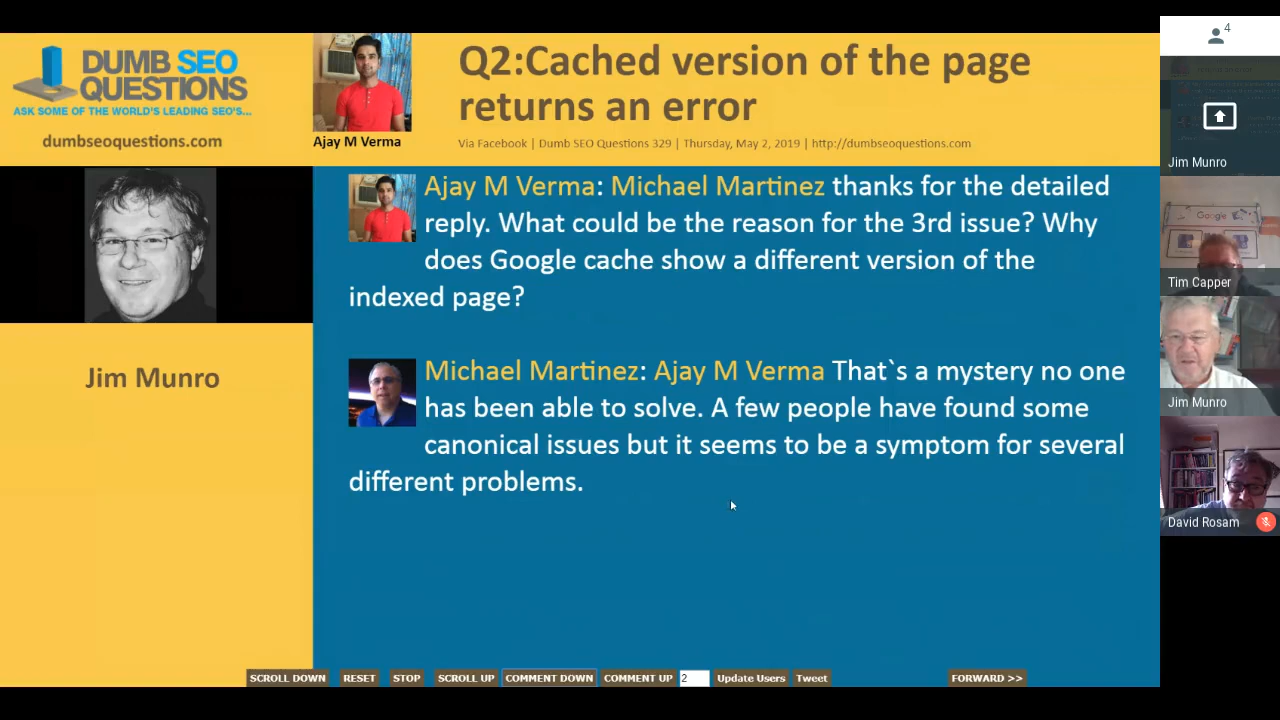 DUMB SEO
QUESTIONS
ASK SOME OF THE WORLD'S LEADING SEO'S...
dumbseoquestions.com
Ajay M Verma
Q2:Cached version of the page
returns an error
Via Facebook | Dumb SEO Questions 329 | Thursday, May 2, 2019 | http://dumbseoquestions.com
Jim Munro
Ajay M Verma: Michael Martinez thanks for the detailed
reply. What could be the reason for the 3rd issue? Why
does Google cache show a different version of the
indexed page?
Michael Martinez: Ajay M Verma That`s a mystery no one
has been able to solve. A few people have found some
canonical issues but it seems to be a symptom for several
different problems.
SCROLL DOWN
RESET
STOP
SCROLL UP
COMMENT DOWN
COMMENT UP
2
Update Users
Tweet
FORWARD >>
4
Jim Munro
Google
Tim Capper
Jim Munro
David Rosam